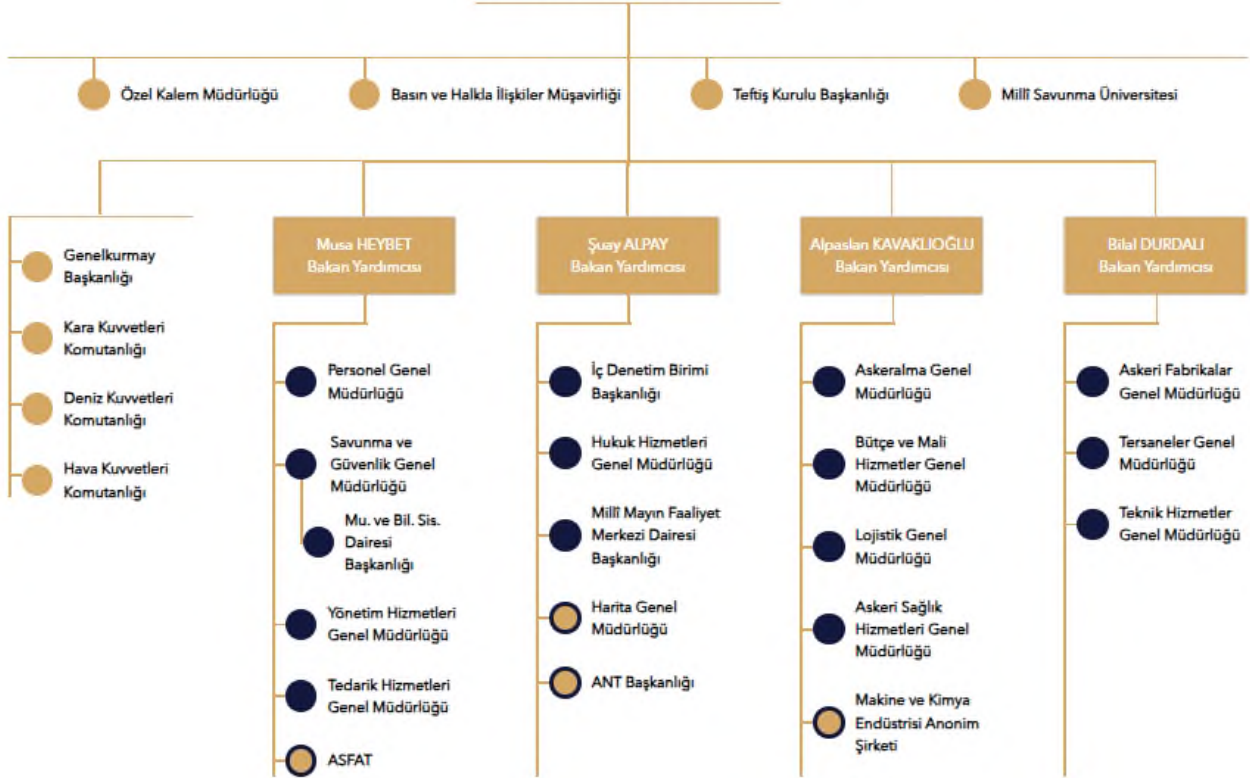 Özel Kalem Müdürlüğü
Basın ve Halkla İlişkiler Müşavirliği
Teftiş Kurulu Başkanlığı
Millî Savunma Üniversitesi
Genelkurmay
Başkanlığı
Kara Kuvvetleri
Komutanlığı
Deniz Kuvvetleri
Komutanlığı
Hava Kuvvetleri
Komutanlığı
Musa HEYBET
Bakan Yardımcısı
Personel Genel
Müdürlüğü
Savunma ve
Güvenlik Genel
Müdürlüğü
Mu. ve Bil. Sis.
Dairesi
Başkanlığı
Yönetim Hizmetleri
Genel Müdürlüğü
Tedarik Hizmetleri
Genel Müdürlüğü
ASFAT
Şuay ALPAY
Bakan Yardımcısı
İç Denetim Birimi
Başkanlığı
Hukuk Hizmetleri
Genel Müdürlüğü
Millî Mayın Faaliyet
Merkezi Dairesi
Başkanlığı
Harita Genel
Müdürlüğü
ANT Başkanlığı
Alpaslan KAVAKLIOĞLU
Bakan Yardımcısı
Askeralma Genel
Müdürlüğü
Bütçe ve Mali
Hizmetler Genel
Müdürlüğü
Lojistik Genel
Müdürlüğü
Askeri Sağlık
Hizmetleri Genel
Müdürlüğü
Makine ve Kimya
Endüstrisi Anonim
Şirketi
Bilal DURDALI
Bakan Yardımcısı
Askeri Fabrikalar
Genel Müdürlüğü
Tersaneler Genel
Müdürlüğü
Teknik Hizmetler
Genel Müdürlüğü